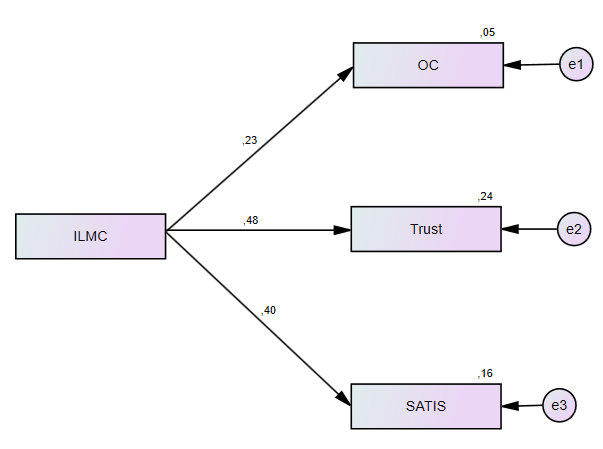 ,05
OC
e1
,23
,24
ILMC
,48
Trust
e2
,40
,16
SATIS
e3